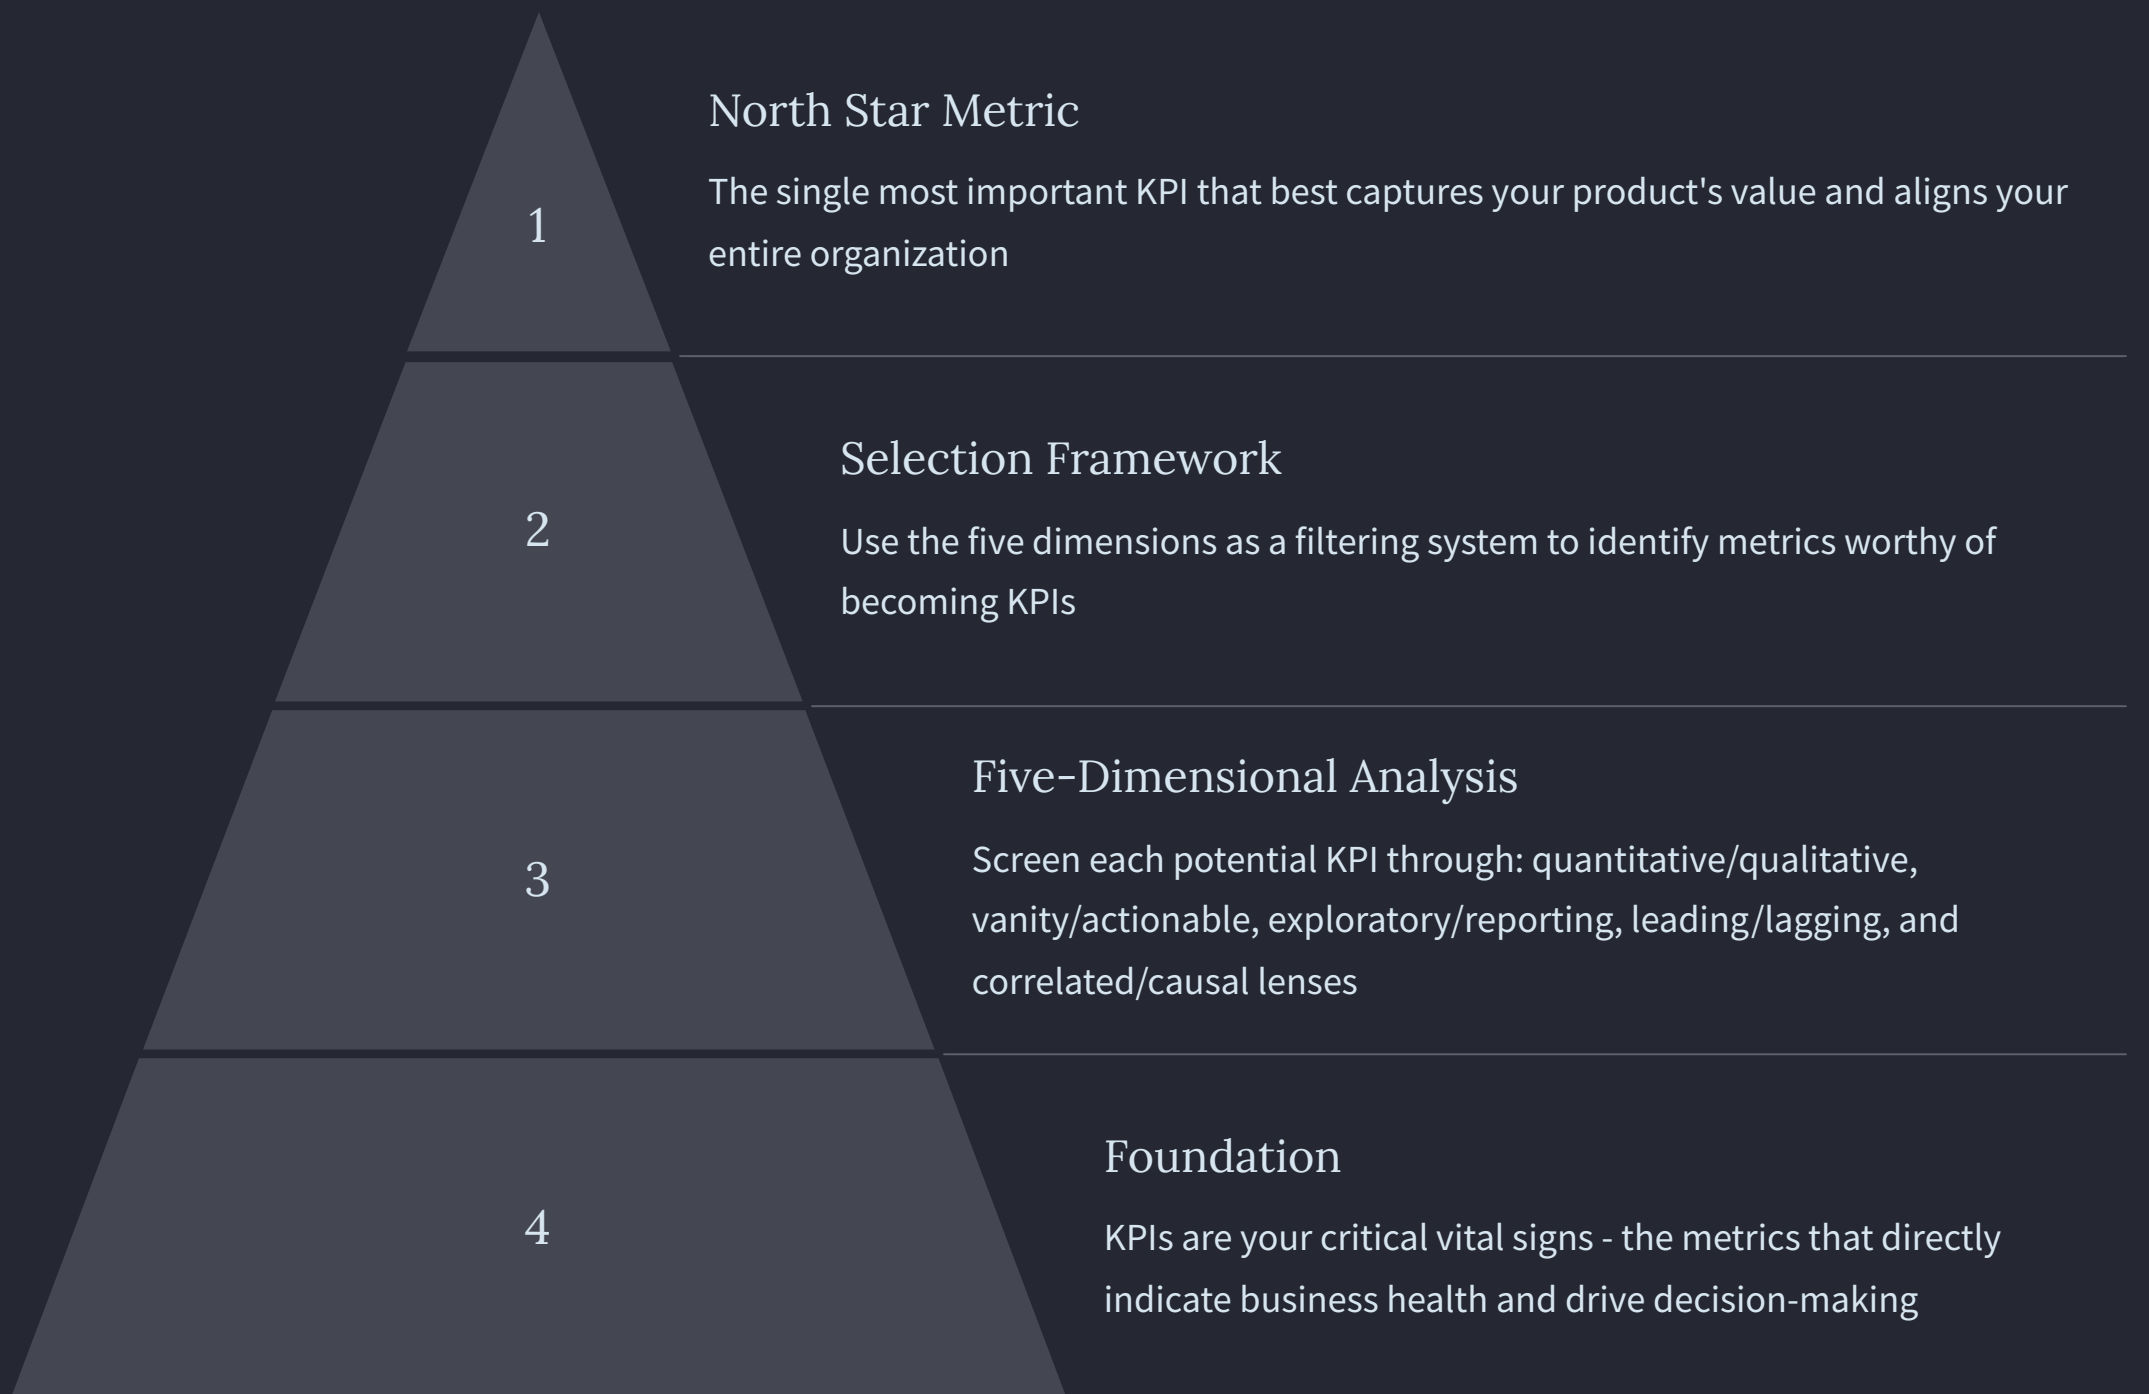 1
North Star Metric
The single most important KPI that best captures your product's value and aligns your
entire organization
2
Selection Framework
Use the five dimensions as a filtering system to identify metrics worthy of
becoming KPIs
3
Five-Dimensional Analysis
Screen each potential KPI through: quantitative/qualitative,
vanity/actionable, exploratory/reporting, leading/lagging, and
correlated/causal lenses
4
Foundation
KPIs are your critical vital signs - the metrics that directly
indicate business health and drive decision-making